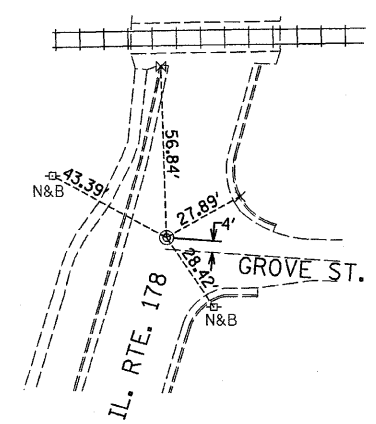 56.84'
43.39'
N&B
27.89'
4'
28.42'
GROVE ST.
N&B
IL. RTE. 178